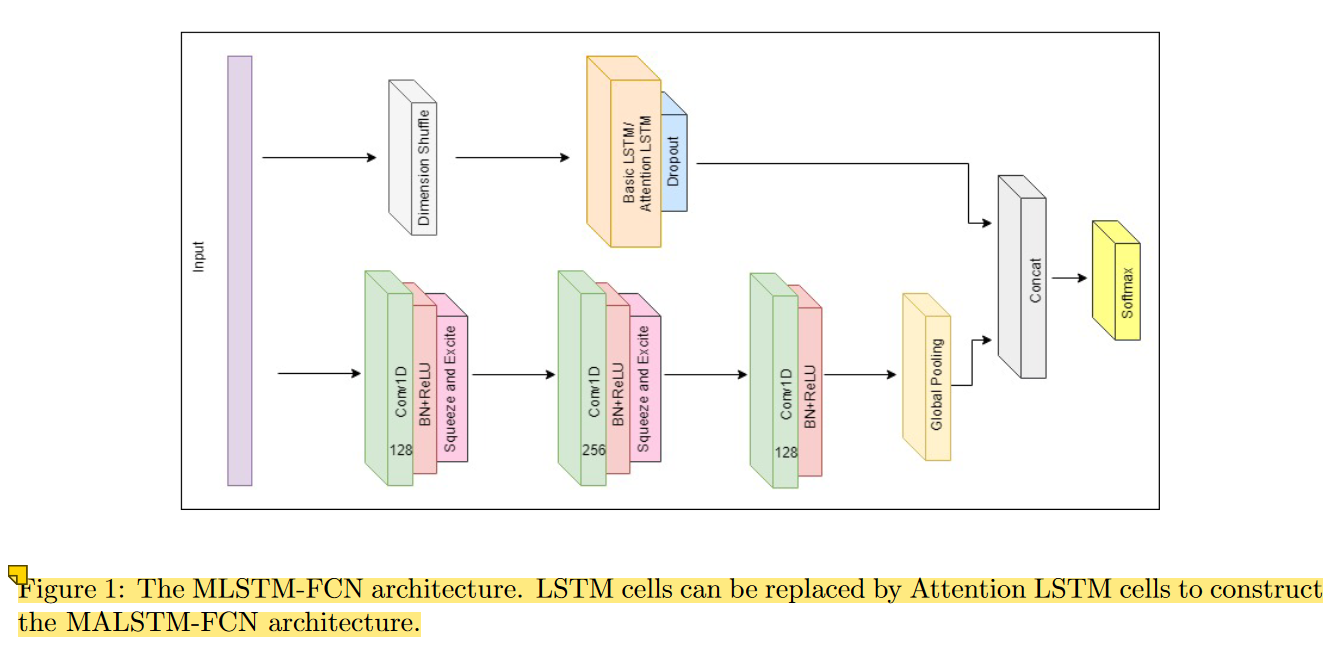 Input
Dimension Shuffle
Basic LSTM/
Attention LSTM
Dropout
Conv1D
128
BN+ReLU
Squeeze and Excite
Conv1D
256
BN+ReLU
Squeeze and Excite
Conv1D
128
BN+ReLU
Global Pooling
Concat
Softmax
Figure 1: The MLSTM-FCN architecture. LSTM cells can be replaced by Attention LSTM cells to construct
the MALSTM-FCN architecture.